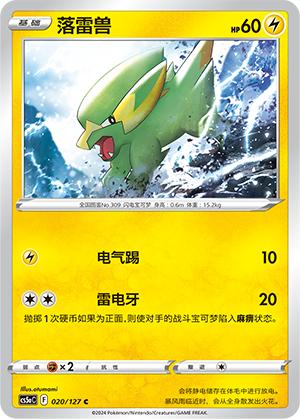 基础 落雷兽 HP60
全国图鉴No.309 闪电宝可梦 身高：0.6m 体重：15.2kg
电气踢 10
雷电牙 20
抛掷1次硬币如果为正面，则使对手的战斗宝可梦陷入麻痹状态。
弱点 ×2 抵抗力 撤退
Illus.otumami
CS5aC F 020/127 C
会将静电储存在体毛中进行放电。
暴风雨临近时，会从全身散发出火花。
©2024 Pokémon/Nintendo/Creatures/GAME FREAK.